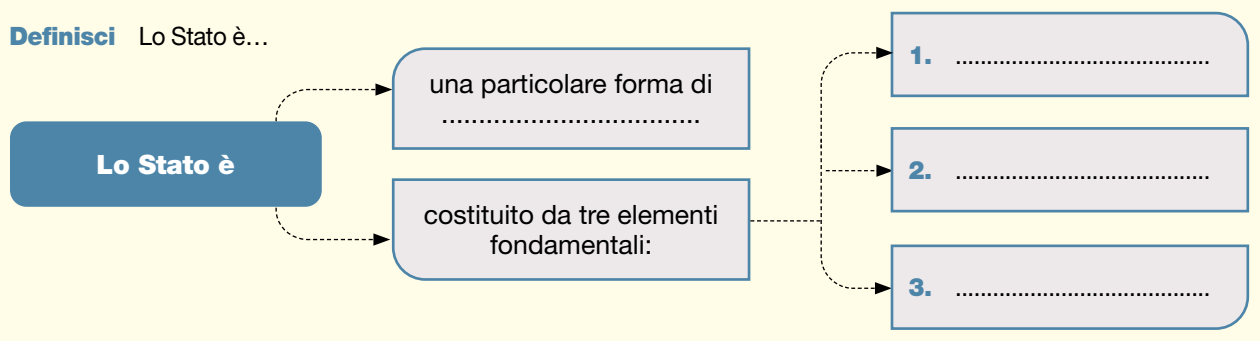 Definisci Lo Stato è…
Lo Stato è
una particolare forma di
...................................
costituito da tre elementi
fondamentali:
1. .........................................
2. .........................................
3. .........................................